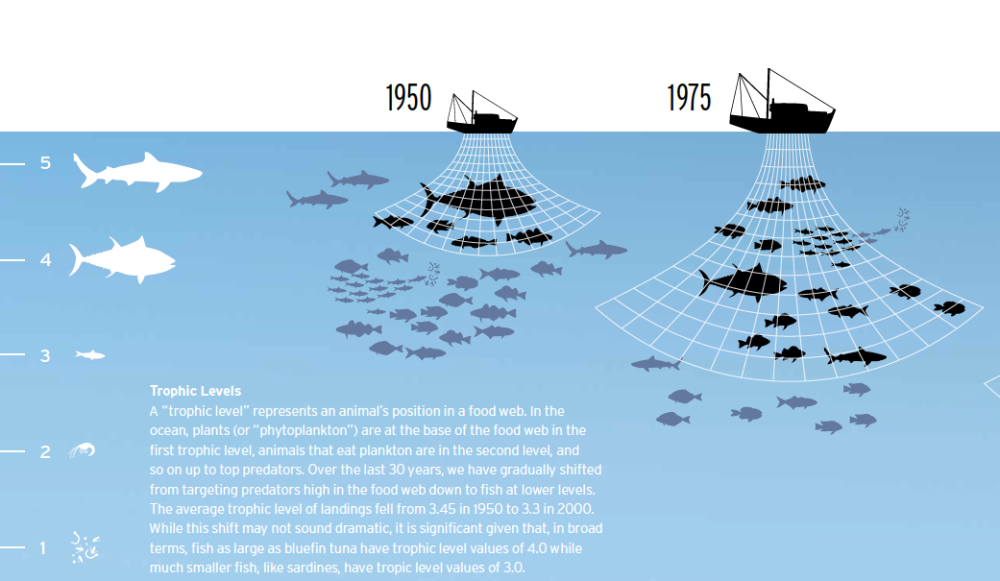 1950
1975
5
4
3
2
1
Trophic Levels
A “trophic level” represents an animal’s position in a food web. In the
ocean, plants (or “phytoplankton”) are at the base of the food web in the
first trophic level, animals that eat plankton are in the second level, and
so on up to top predators. Over the last 30 years, we have gradually shifted
from targeting predators high in the food web down to fish at lower levels.
The average trophic level of landings fell from 3.45 in 1950 to 3.3 in 2000.
While this shift may not sound dramatic, it is significant given that, in broad
terms, fish as large as bluefin tuna have trophic level values of 4.0 while
much smaller fish, like sardines, have tropic level values of 3.0.